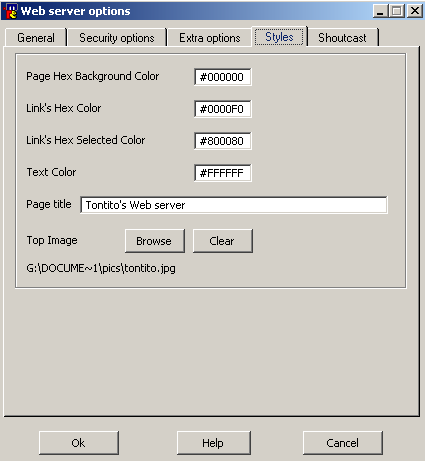 Web server options
General Security options Extra options Styles Shoutcast
Page Hex Background Color #000000
Link's Hex Color #0000F0
Link's Hex Selected Color #800080
Text Color #FFFFFF
Page title Tontito's Web server
Top Image Browse Clear
G:\DOCUME~1\pics\tontito.jpg
Ok Help Cancel